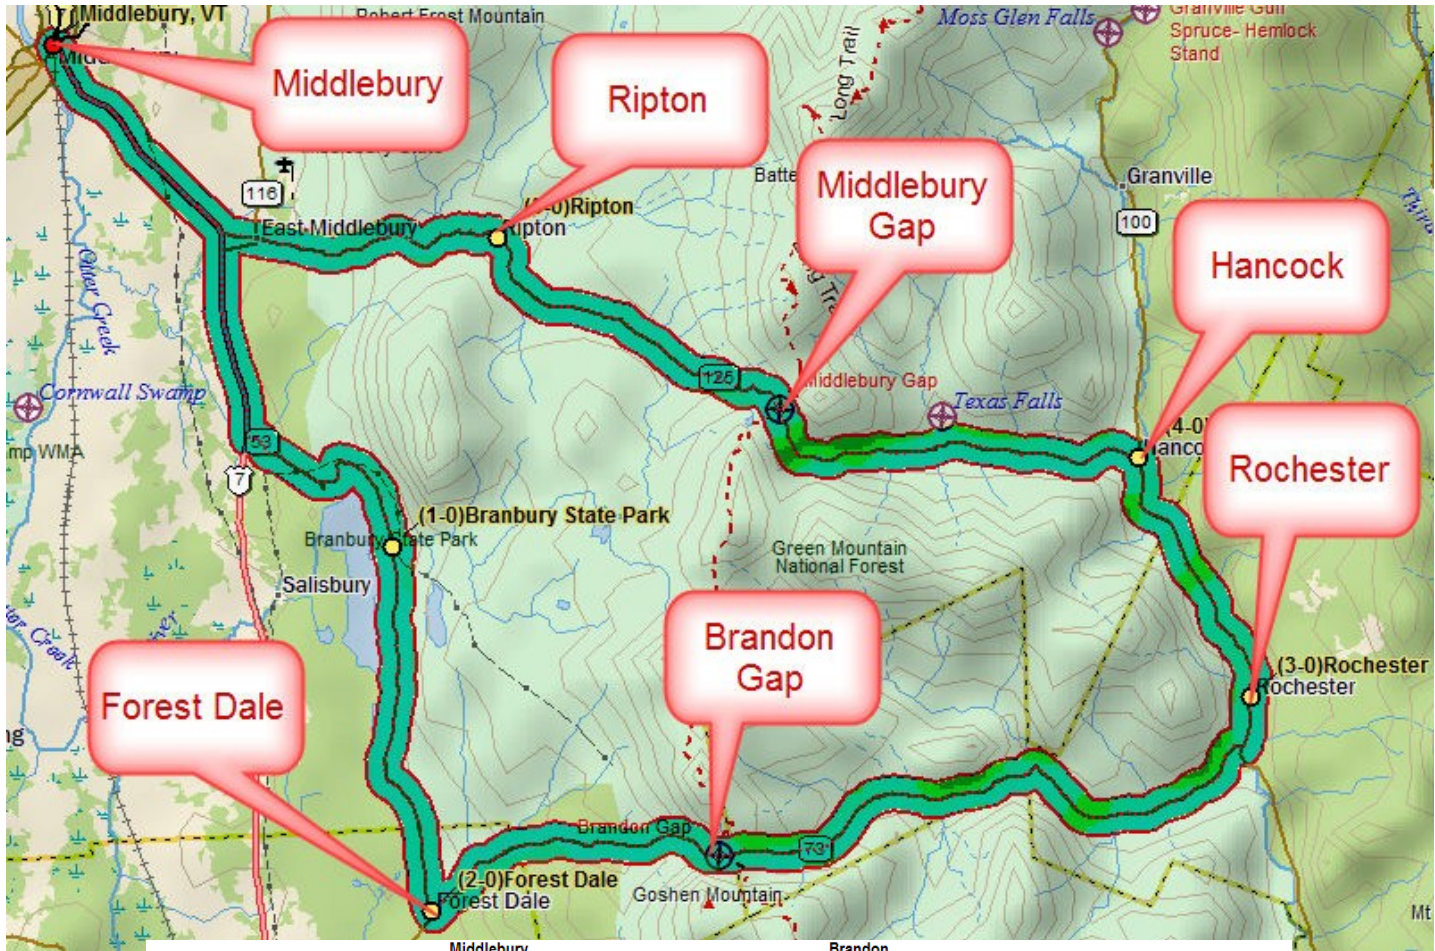 Middlebury, VT
Robert Frost Mountain
Moss Glen Falls
Granville Gulf
Spruce- Hemlock
Stand
Middlebury
Ripton
Long Trail
116
(5-0)Ripton
Ripton
East Middlebury
Middlebury
Gap
Granville
100
Hancock
Otter Creek
Cornwall Swamp
125
Middlebury Gap
Texas Falls
(4-0)
53
7
Rochester
(1-0)Branbury State Park
Branbury State Park
Green Mountain
National Forest
Salisbury
Brandon
Gap
(3-0)Rochester
Rochester
Forest Dale
Brandon Gap
73
(2-0)Forest Dale
Forest Dale
Goshen Mountain
Mt
Middlebury
Brandon